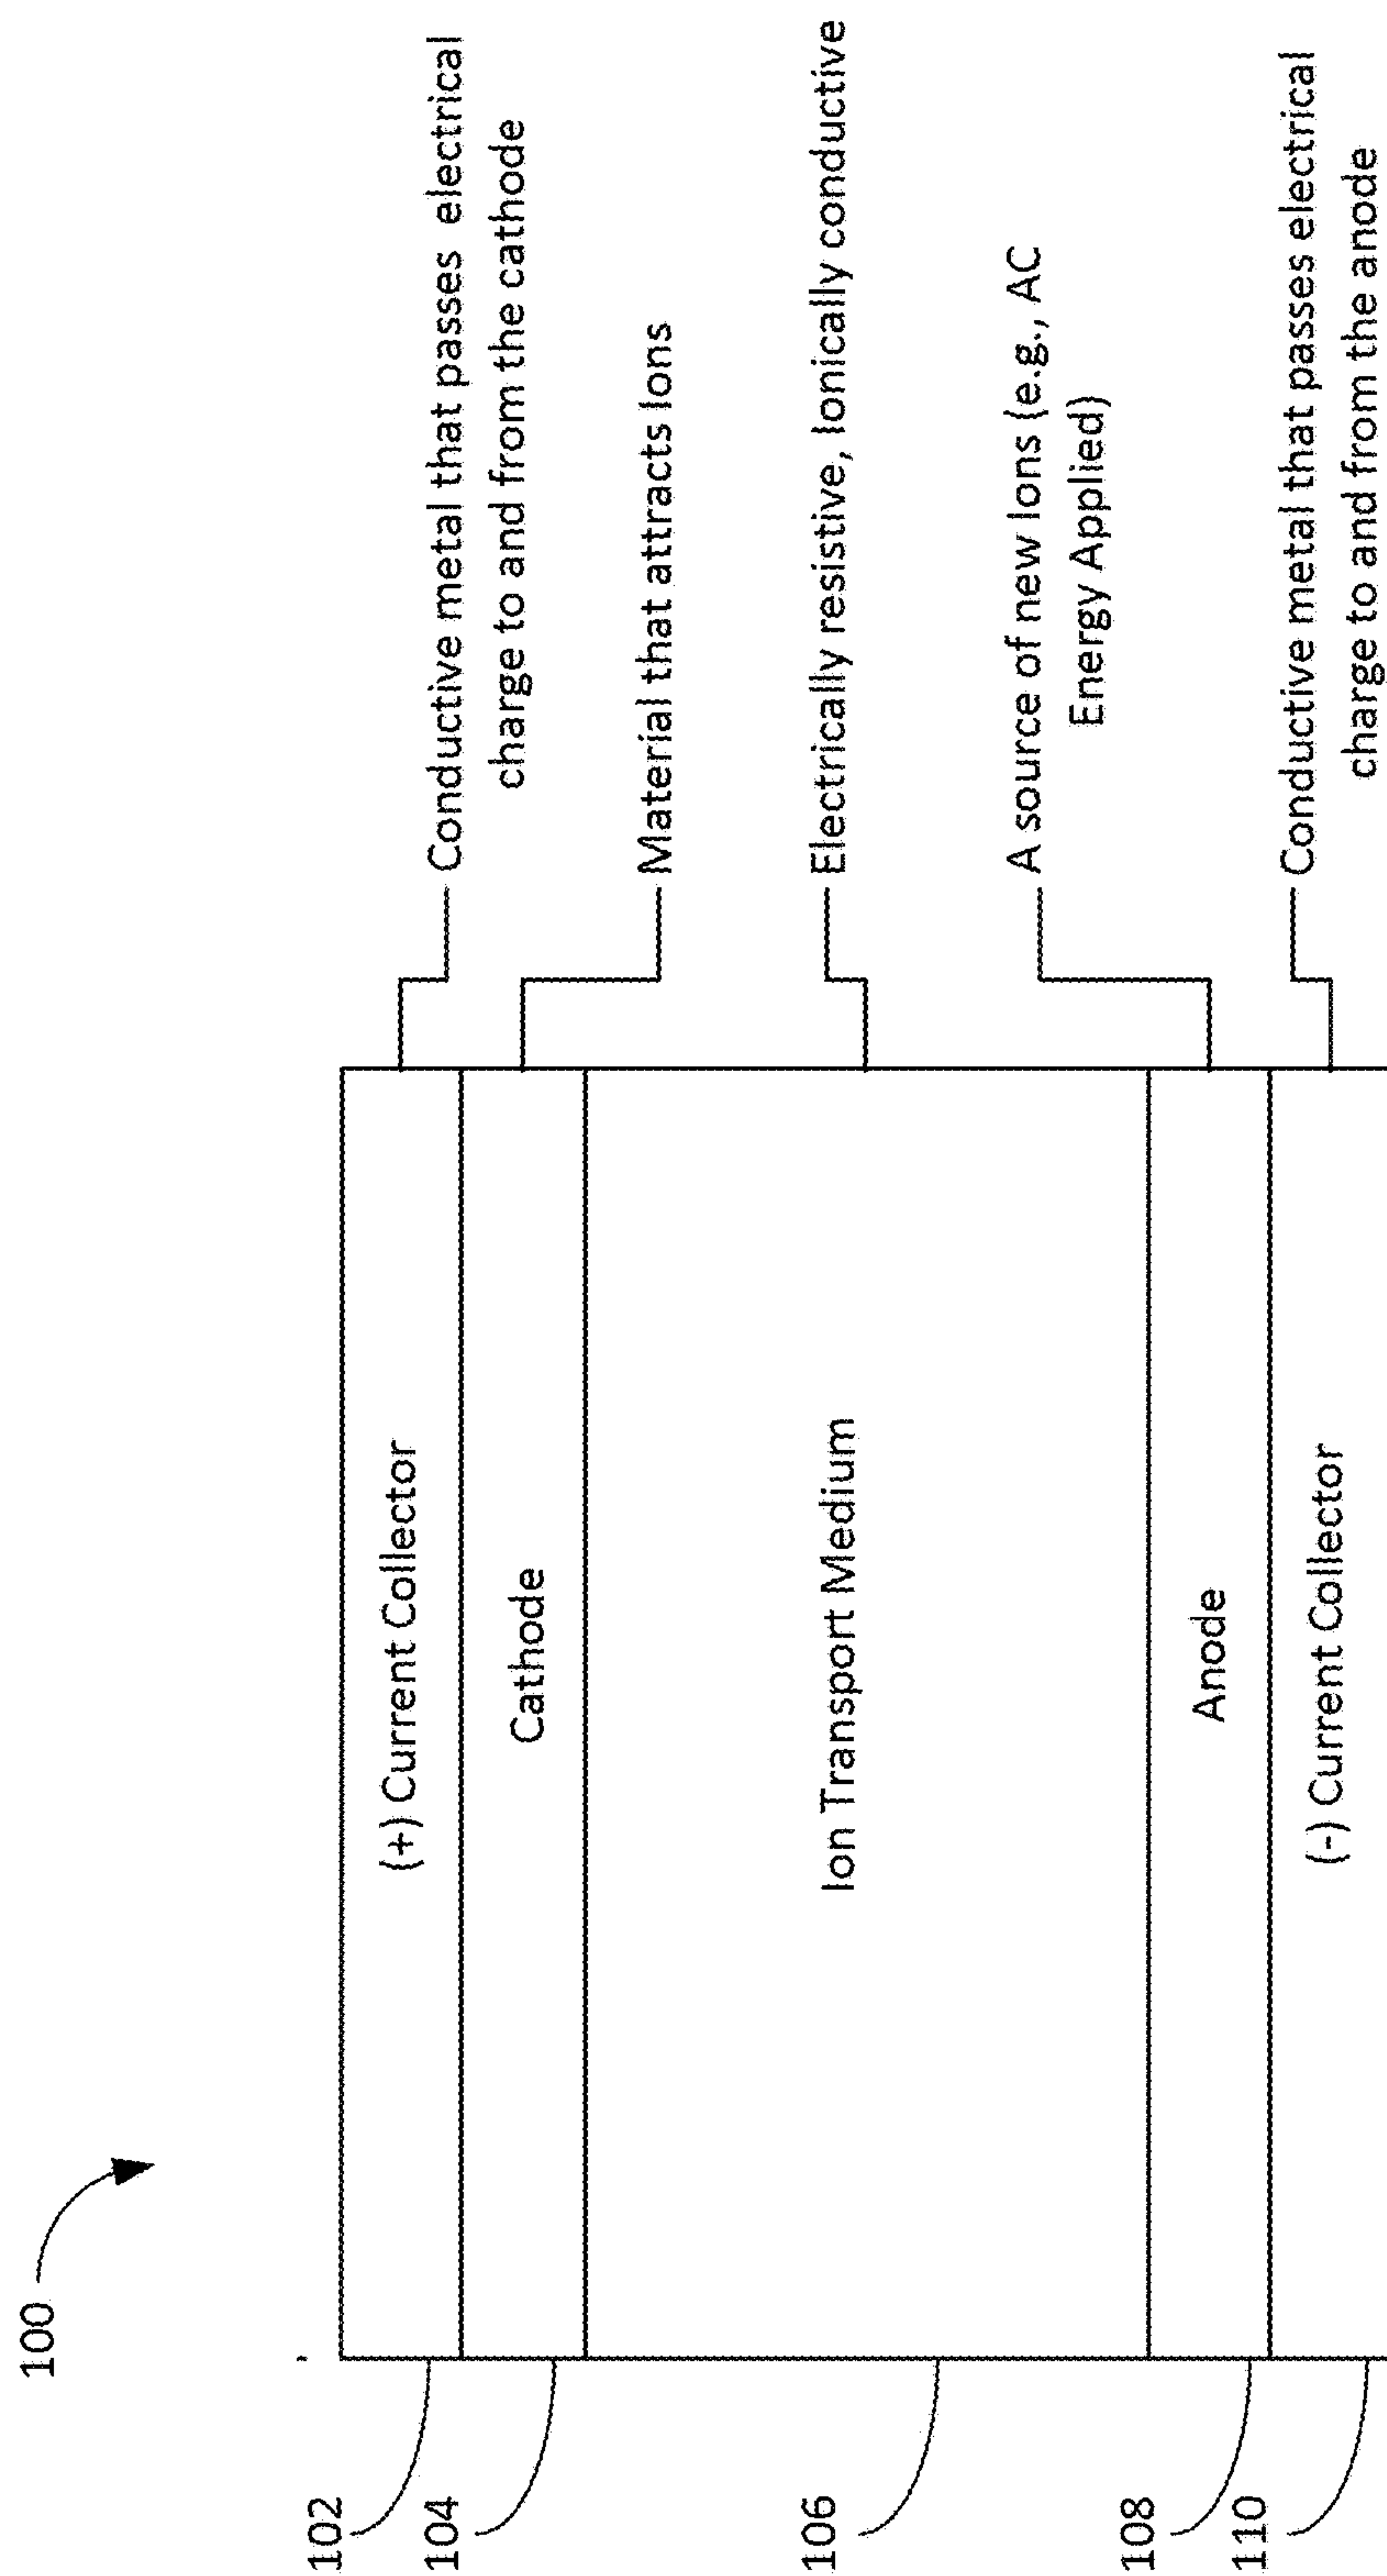 100
102
(+) Current Collector
Conductive metal that passes electrical
charge to and from the cathode
104
Cathode
Material that attracts Ions
106
Ion Transport Medium
Electrically resistive, Ionically conductive
108
Anode
A source of new Ions (e.g., AC
Energy Applied)
110
(-) Current Collector
Conductive metal that passes electrical
charge to and from the anode